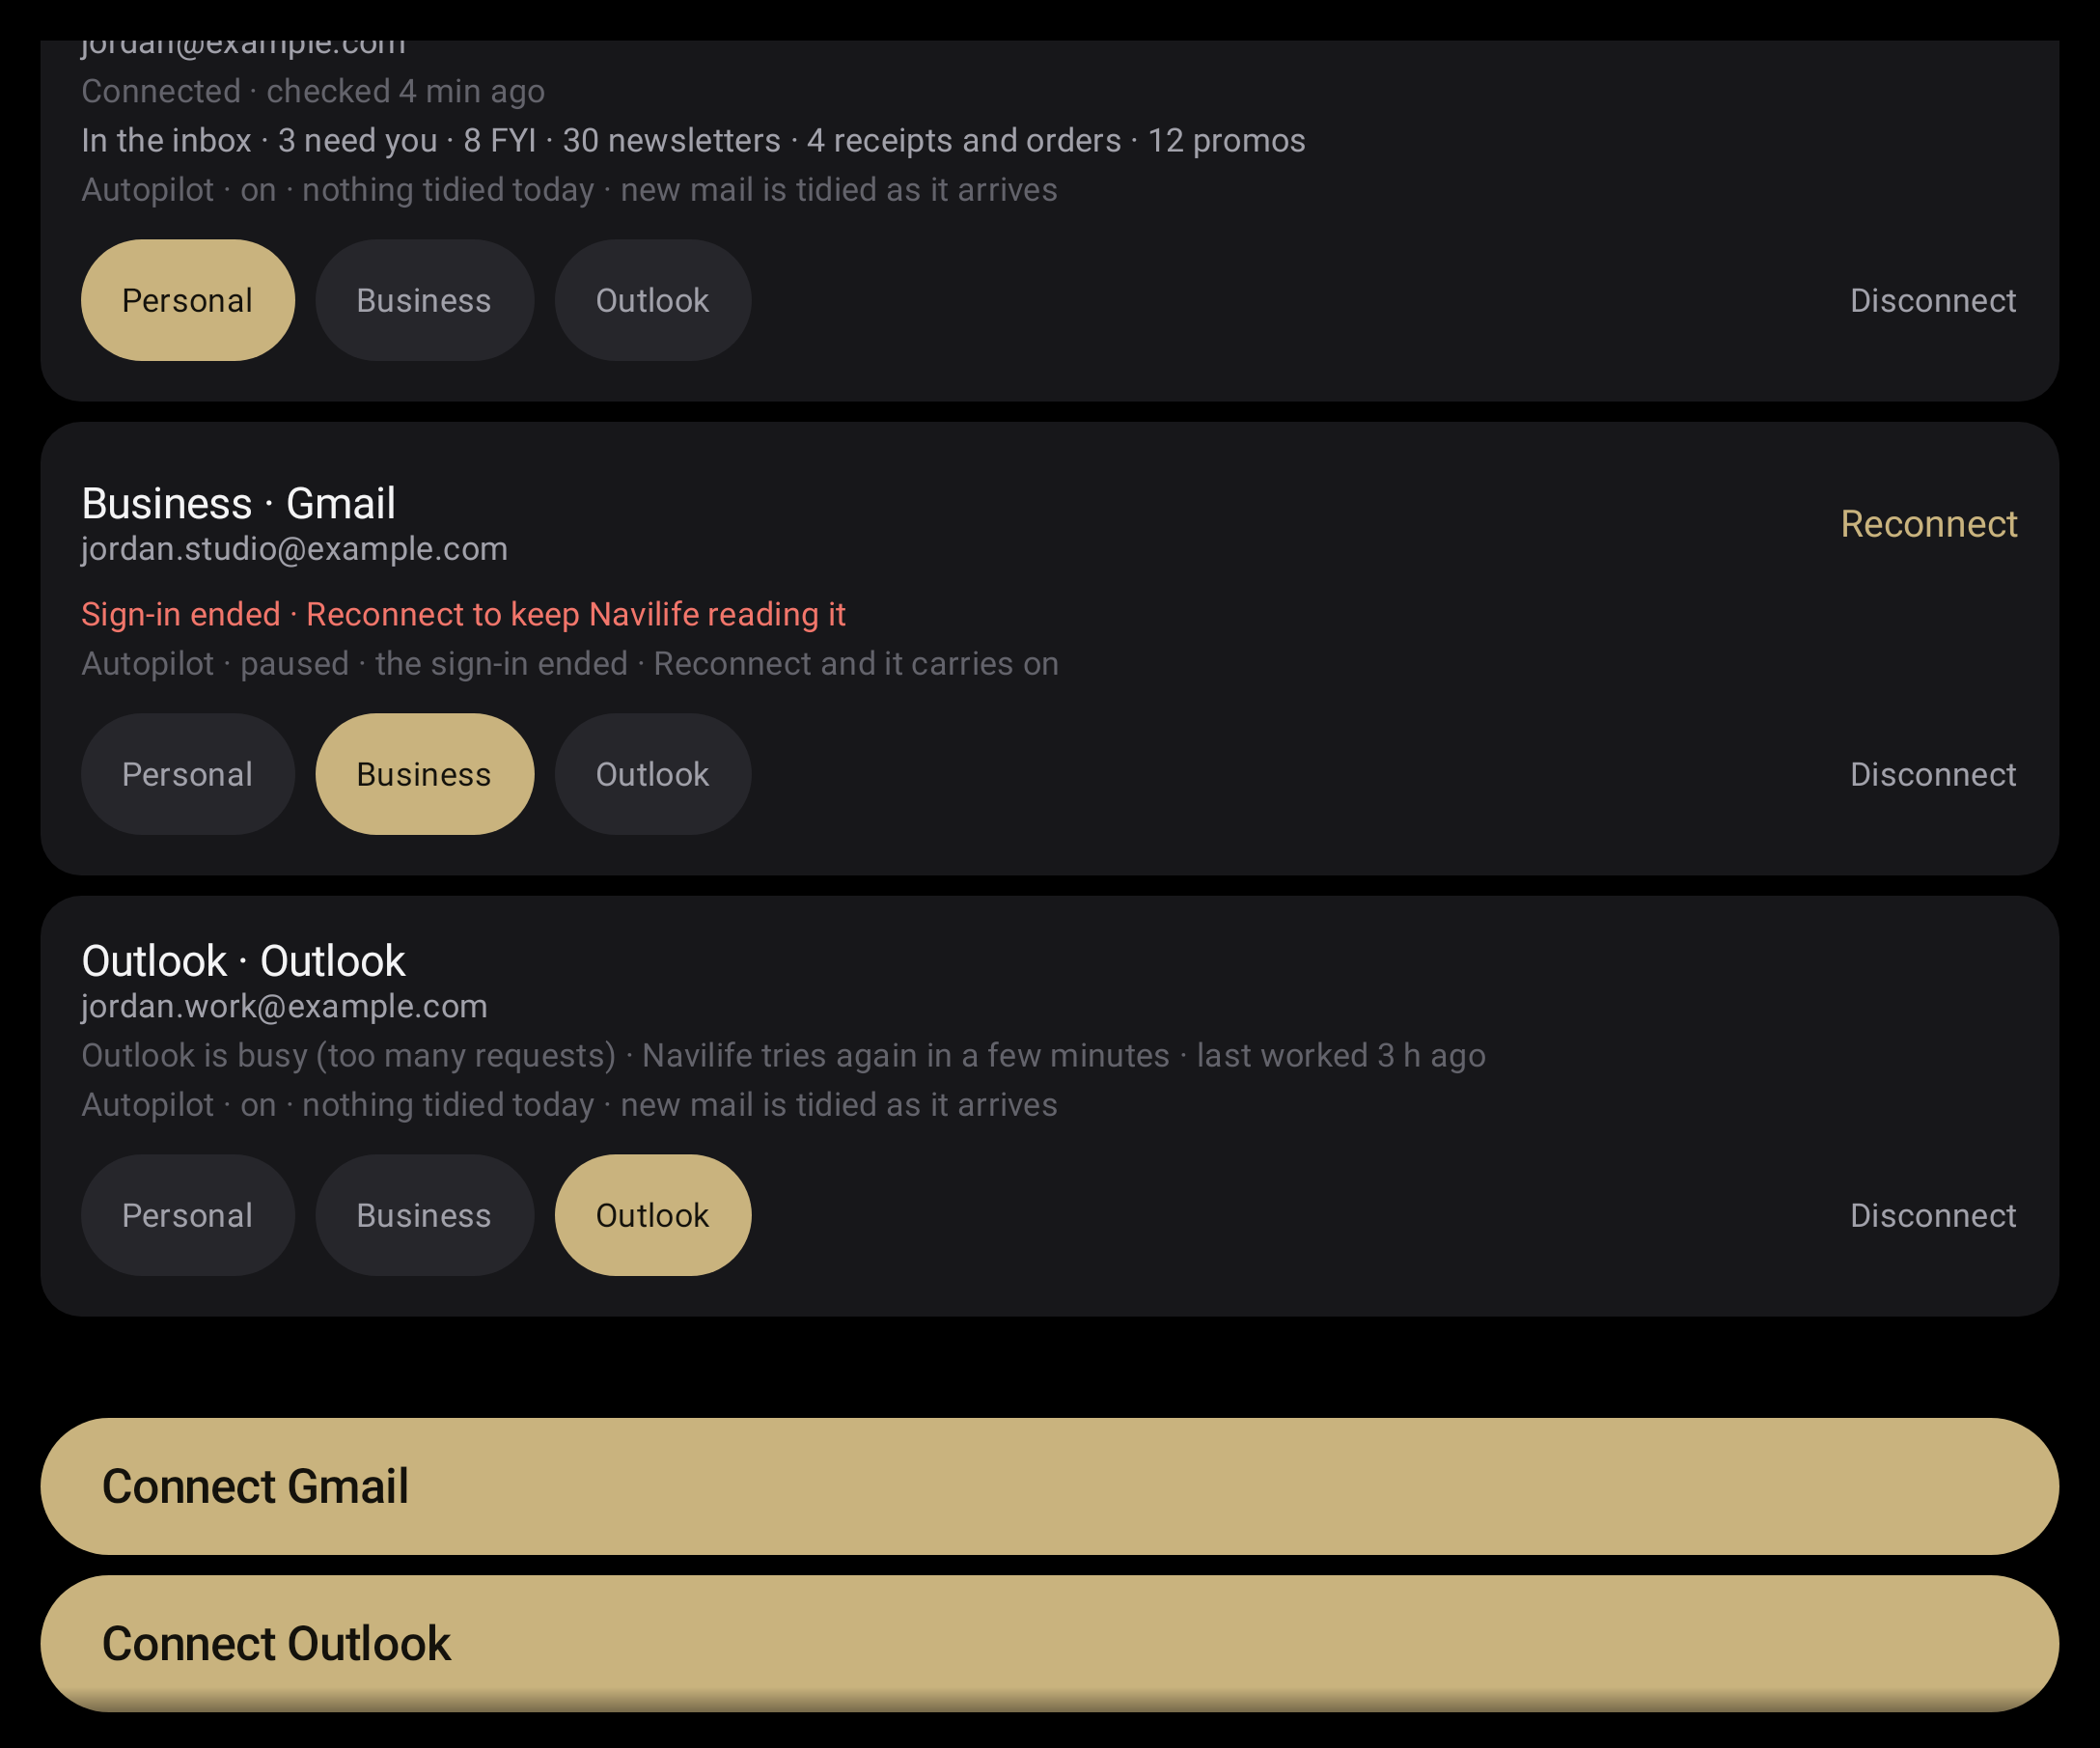 jordan@example.com
Connected · checked 4 min ago
In the inbox · 3 need you · 8 FYI · 30 newsletters · 4 receipts and orders · 12 promos
Autopilot · on · nothing tidied today · new mail is tidied as it arrives
Personal
Business
Outlook
Disconnect
Business · Gmail
Reconnect
jordan.studio@example.com
Sign-in ended · Reconnect to keep Navilife reading it
Autopilot · paused · the sign-in ended · Reconnect and it carries on
Personal
Business
Outlook
Disconnect
Outlook · Outlook
jordan.work@example.com
Outlook is busy (too many requests) · Navilife tries again in a few minutes · last worked 3 h ago
Autopilot · on · nothing tidied today · new mail is tidied as it arrives
Personal
Business
Outlook
Disconnect
Connect Gmail
Connect Outlook